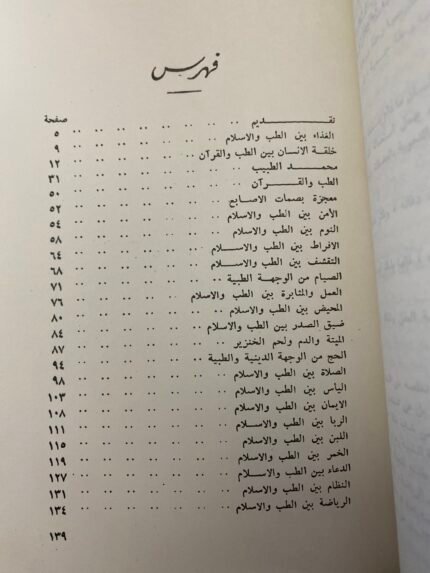 فهرس
تقديم .. .. .. .. .. .. .. صفحة
الغذاء بين الطب والاسلام .. .. .. .. .. .. ٥
خلقة الانسان بين الطب والقرآن .. .. .. .. .. ٩
محمد الطبيب .. .. .. .. .. .. .. ١٢
الطب والقرآن .. .. .. .. .. .. .. ٣١
معجزة بصمات الاصابع .. .. .. .. .. .. ٥٠
الأمن بين الطب والاسلام .. .. .. .. .. .. ٥٢
النوم بين الطب والاسلام .. .. .. .. .. .. ٥٤
الافراط بين الطب والاسلام .. .. .. .. .. .. ٥٨
التقشف بين الطب والاسلام .. .. .. .. .. .. ٦٤
الصيام من الوجهة الطبية .. .. .. .. .. .. ٦٨
العمل والمثابرة بين الطب والاسلام .. .. .. .. .. ٧١
المحيض بين الطب والاسلام .. .. .. .. .. .. ٧٦
ضيق الصدر بين الطب والاسلام .. .. .. .. .. ٨٠
الميتة والدم ولحم الخنزير .. .. .. .. .. .. ٨٤
الحج من الوجهة الدينية والطبية .. .. .. .. .. ٨٧
الصلاة بين الطب والاسلام .. .. .. .. .. .. ٩٤
اليأس بين الطب والاسلام .. .. .. .. .. .. ٩٨
الايمان بين الطب والاسلام .. .. .. .. .. .. ١٠٣
الربا بين الطب والاسلام .. .. .. .. .. .. ١٠٨
اللبن بين الطب والاسلام .. .. .. .. .. .. ١١١
الخمر بين الطب والاسلام .. .. .. .. .. .. ١١٥
الدعاء بين الطب والاسلام .. .. .. .. .. .. ١١٩
النظام بين الطب والاسلام .. .. .. .. .. .. ١٢٧
الرياضة بين الطب والاسلام .. .. .. .. .. .. ١٣١
١٣٤
١٣٩